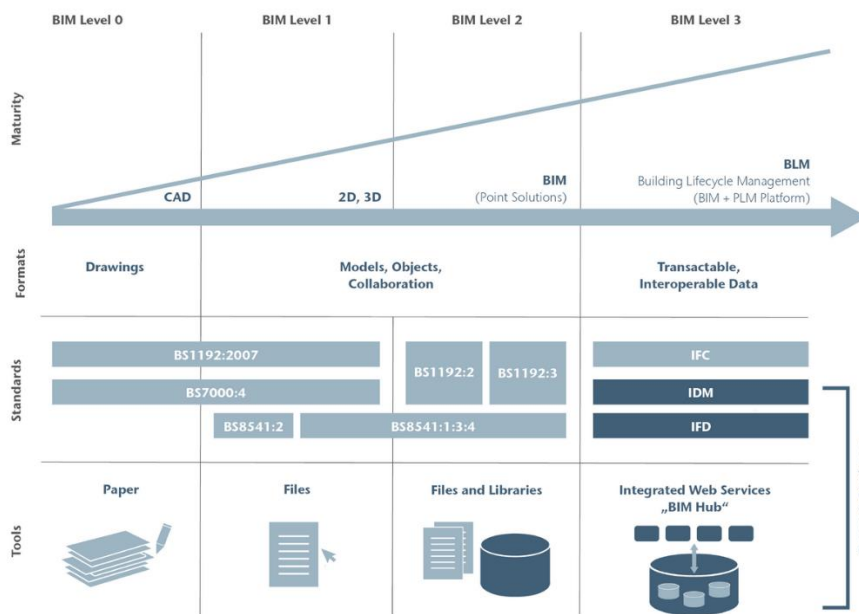 BIM Level 0
BIM Level 1
BIM Level 2
BIM Level 3
Maturity
CAD
2D, 3D
BIM
(Point Solutions)
BLM
Building Lifecycle Management
(BIM + PLM Platform)
Formats
Drawings
Models, Objects,
Collaboration
Transactable,
Interoperable Data
Standards
BS1192:2007
BS7000:4
BS8541:2
BS8541:1:3:4
BS1192:2
BS1192:3
IFC
IDM
IFD
Tools
Paper
Files
Files and Libraries
Integrated Web Services
„BIM Hub“